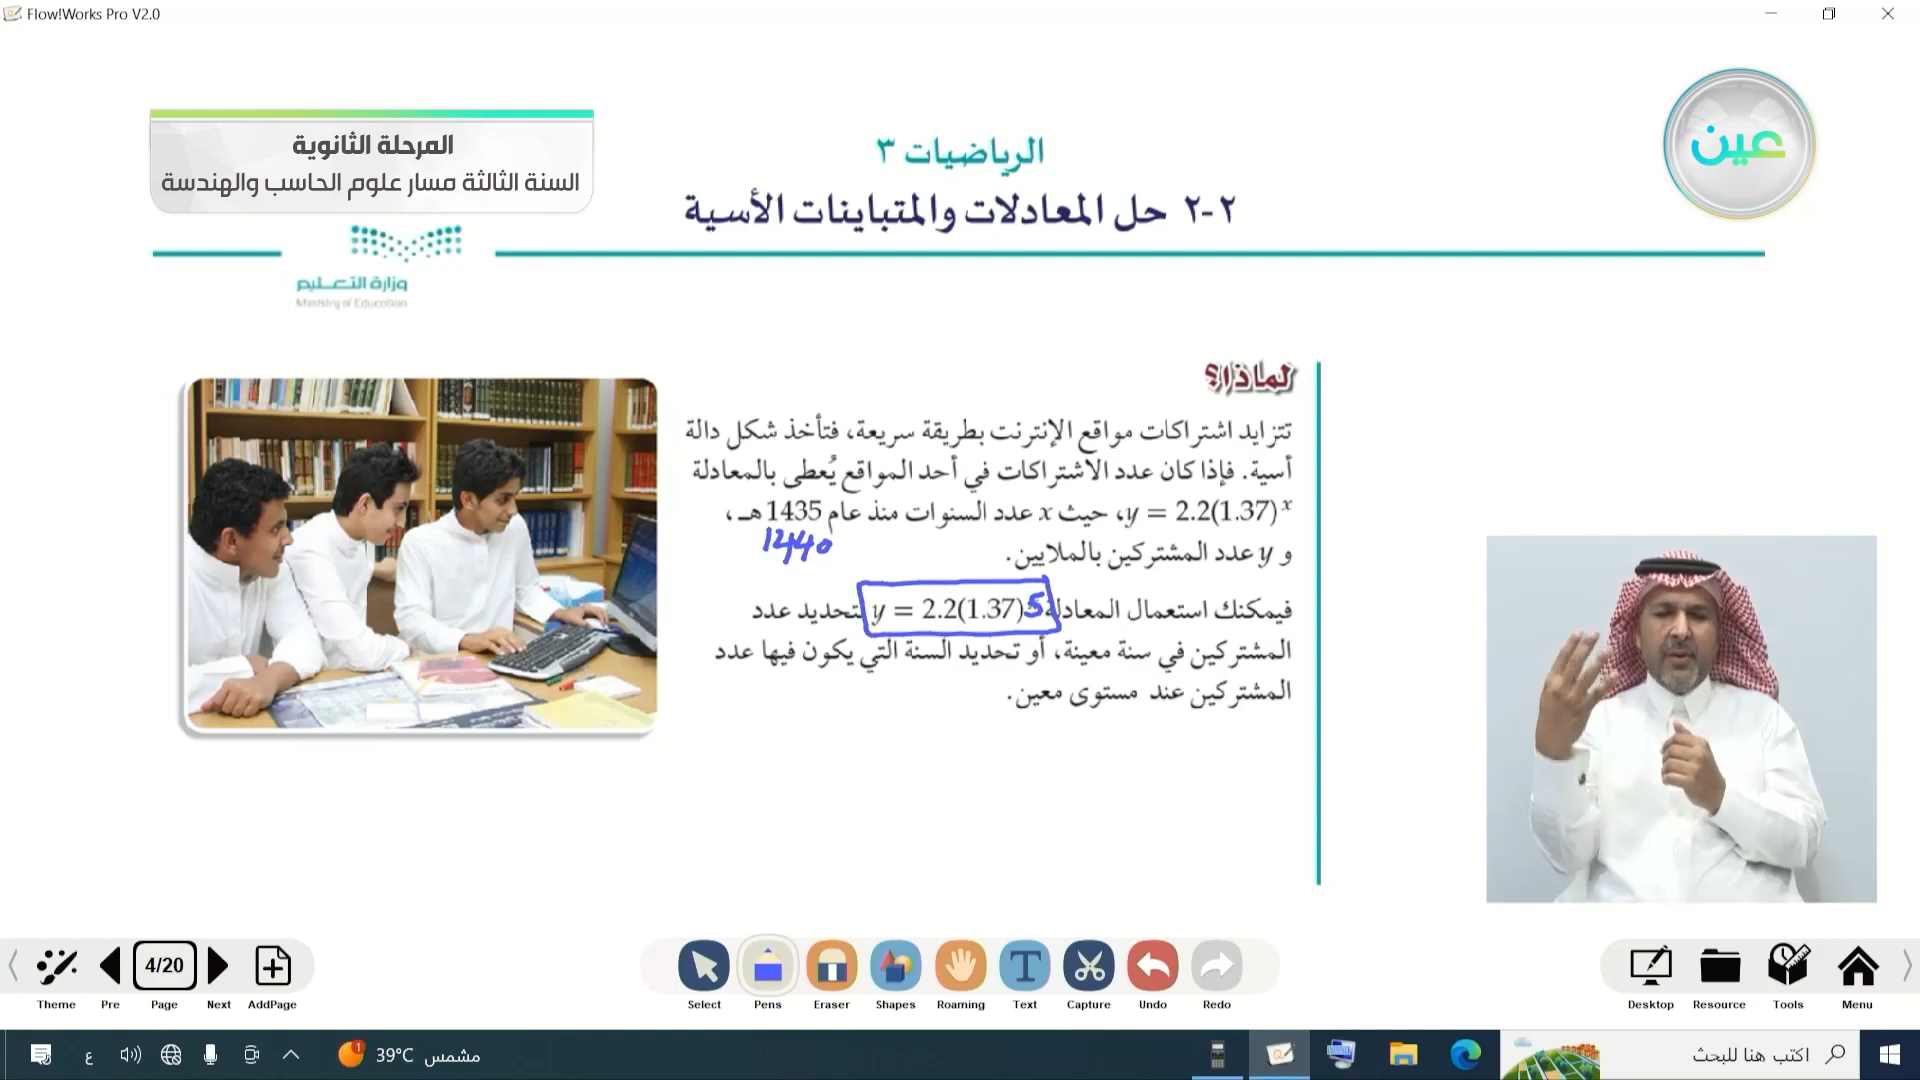 Flow!Works Pro V2.0
المرحلة الثانوية
السنة الثالثة مسار علوم الحاسب والهندسة
الرياضيات ٣
٢-٢ حل المعادلات والمتباينات الأسية
عين
وزارة التعليم
Ministry of Education
لماذا؟
تتزايد اشتراكات مواقع الإنترنت بطريقة سريعة، فتأخذ شكل دالة
أسية. فإذا كان عدد الاشتراكات في أحد المواقع يُعطى بالمعادلة
y = 2.2(1.37)ˣ، حيث x عدد السنوات منذ عام 1435هـ،
1440
و y عدد المشتركين بالملايين.
فيمكنك استعمال المعادلة y = 2.2(1.37)5 لتحديد عدد
المشتركين في سنة معينة، أو تحديد السنة التي يكون فيها عدد
المشتركين عند مستوى معين.
4/20
Theme Pre Page Next AddPage
Select Pens Eraser Shapes Roaming Text Capture Undo Redo
Desktop Resource Tools Menu
ع
1
39°C مشمس
اكتب هنا للبحث